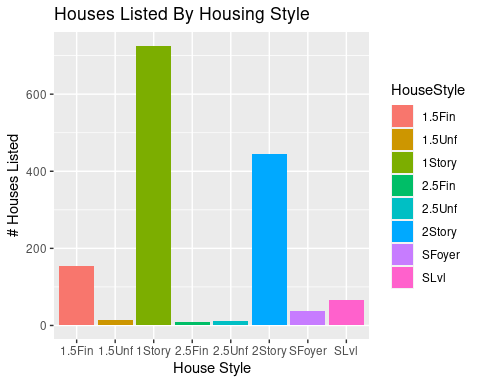 Houses Listed By Housing Style
# Houses Listed
600
400
200
0
1.5Fin 1.5Unf 1Story 2.5Fin 2.5Unf 2Story SFoyer SLvl
House Style
HouseStyle
1.5Fin
1.5Unf
1Story
2.5Fin
2.5Unf
2Story
SFoyer
SLvl